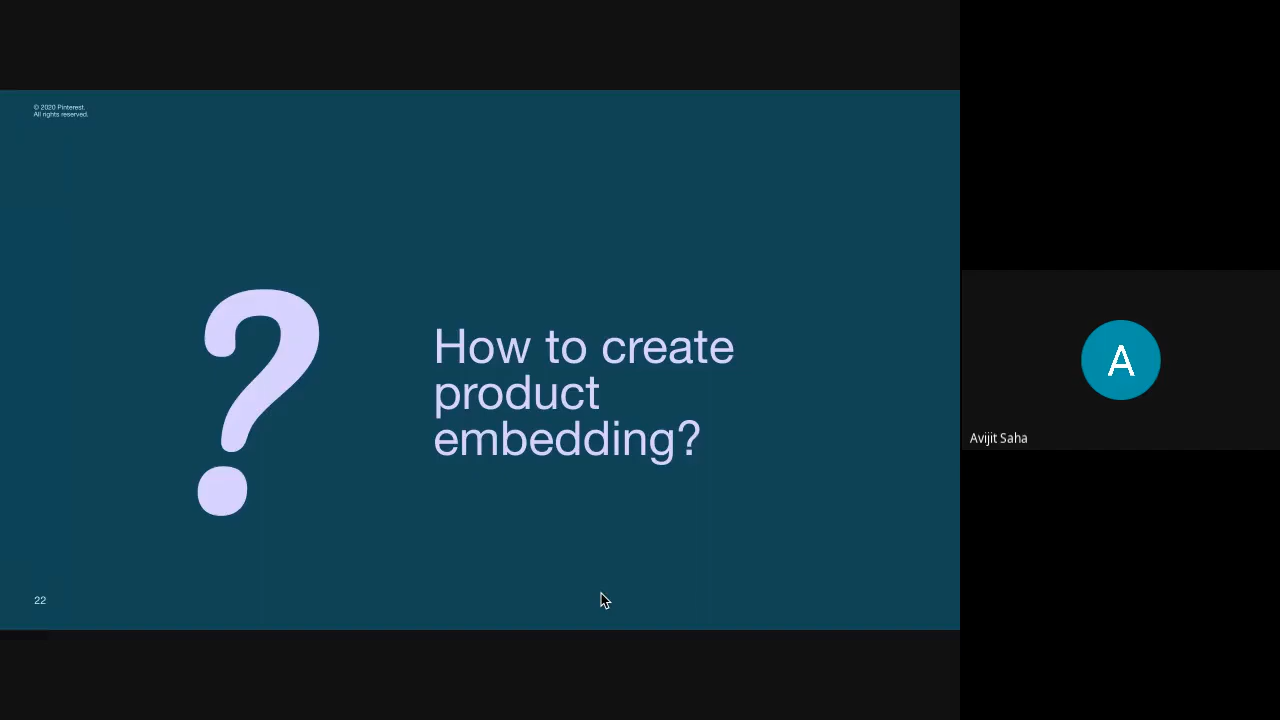 © 2020 Pinterest.
All rights reserved.
?
How to create
product
embedding?
22
A
Avijit Saha